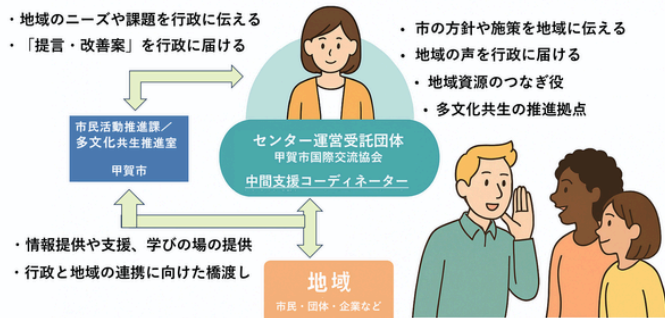 ・地域のニーズや課題を行政に伝える
・「提言・改善案」を行政に届ける
・市の方針や施策を地域に伝える
・地域の声を行政に届ける
・地域資源のつなぎ役
・多文化共生の推進拠点
市民活動推進課／
多文化共生推進室
甲賀市
センター運営受託団体
甲賀市国際交流協会
中間支援コーディネーター
・情報提供や支援、学びの場の提供
・行政と地域の連携に向けた橋渡し
地域
市民・団体・企業など